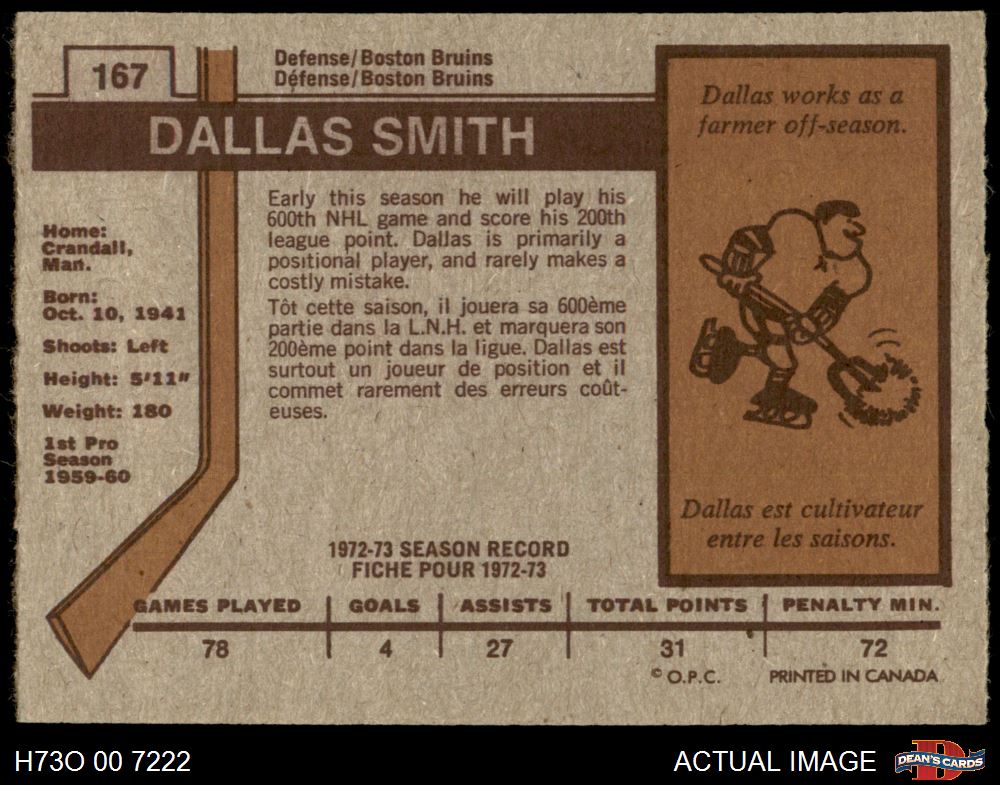 167
Defense/Boston Bruins
Défense/Boston Bruins
DALLAS SMITH
Home:
Crandall,
Man.
Born:
Oct. 10, 1941
Shoots: Left
Height: 5'11"
Weight: 180
1st Pro
Season
1959-60
Early this season he will play his
600th NHL game and score his 200th
league point. Dallas is primarily a
positional player, and rarely makes a
costly mistake.
Tôt cette saison, il jouera sa 600ème
partie dans la L.N.H. et marquera son
200ème point dans la ligue. Dallas est
surtout un joueur de position et il
commet rarement des erreurs coût-
euses.
Dallas works as a
farmer off-season.
Dallas est cultivateur
entre les saisons.
1972-73 SEASON RECORD
FICHE POUR 1972-73
GAMES PLAYED GOALS ASSISTS TOTAL POINTS PENALTY MIN.
78 4 27 31 72
© O.P.C. PRINTED IN CANADA
H73O 00 7222 ACTUAL IMAGE D DEAN'S CARDS